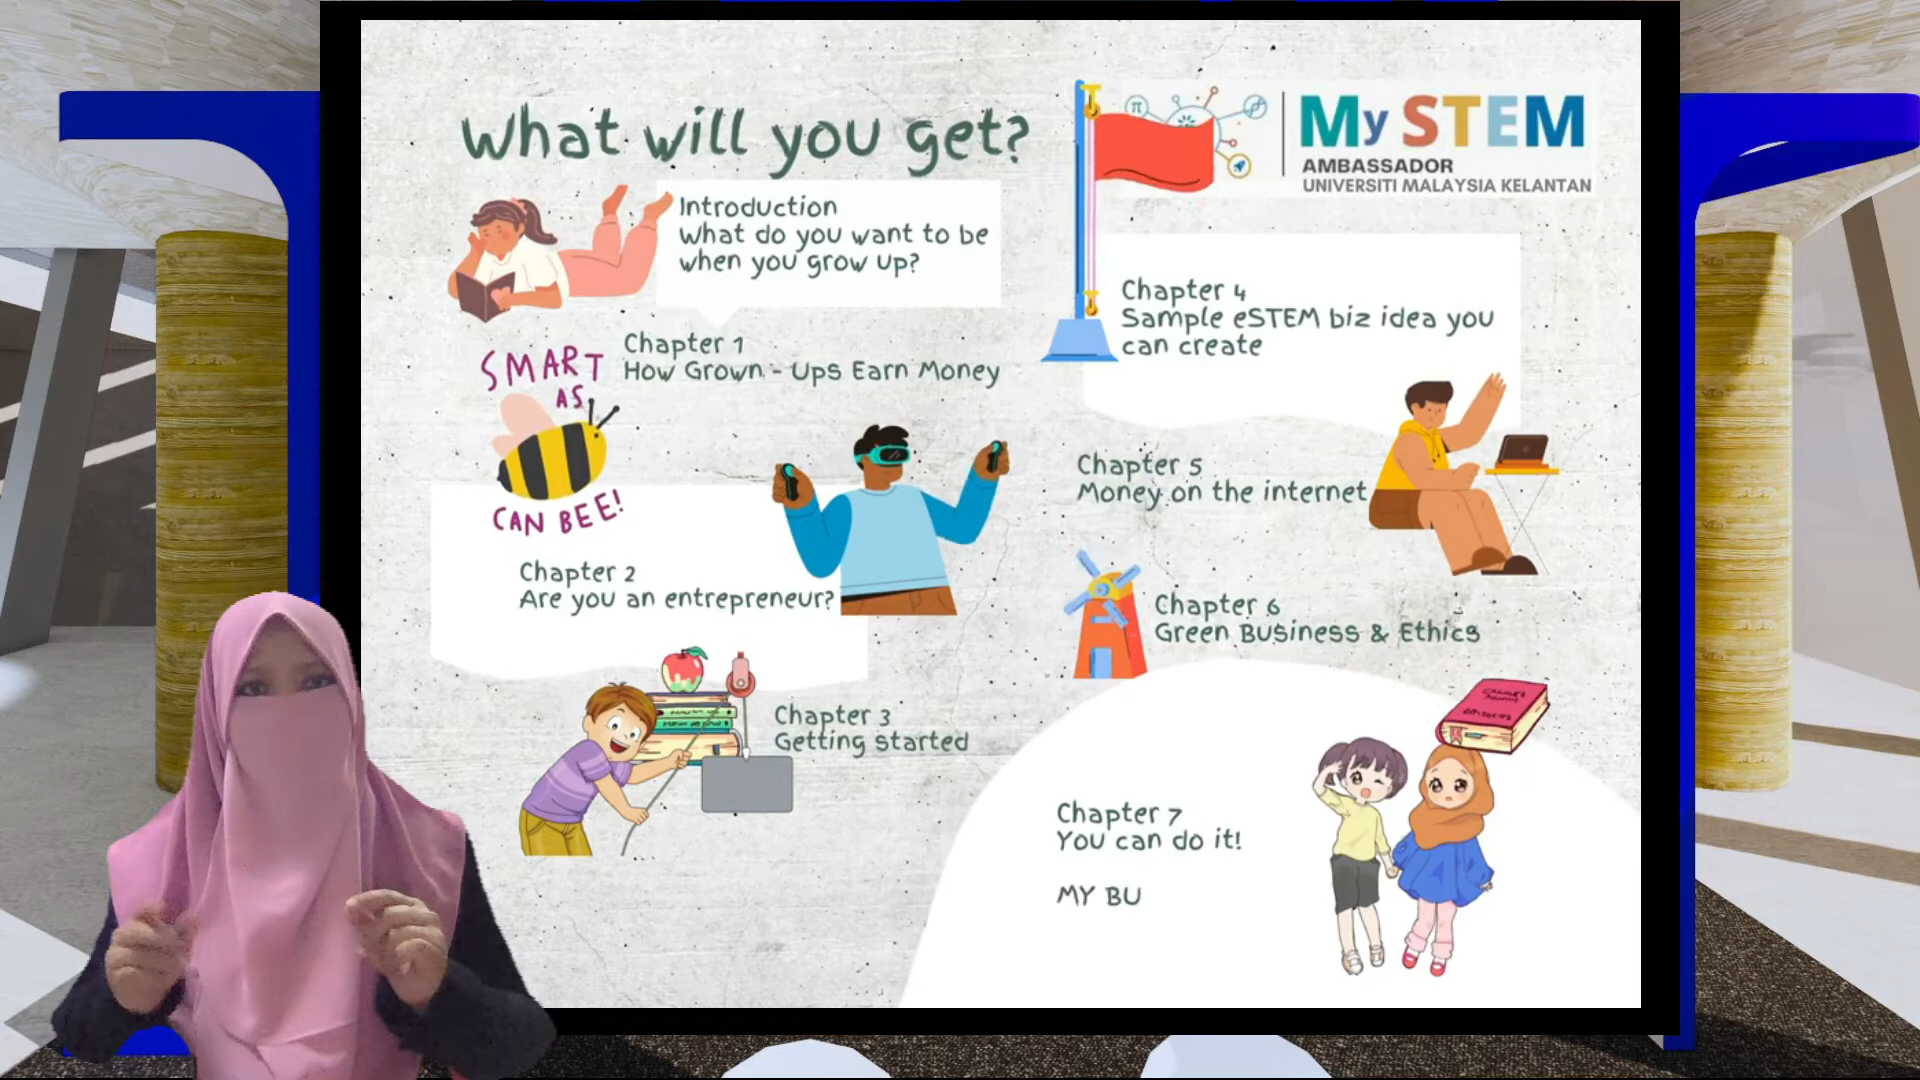 What will you get?
Introduction
What do you want to be
when you grow up?
SMART
AS
CAN BEE!
Chapter 1
How Grown - Ups Earn Money
Chapter 2
Are you an entrepreneur?
Chapter 3
Getting started
My STEM
AMBASSADOR
UNIVERSITI MALAYSIA KELANTAN
π
Chapter 4
Sample eSTEM biz idea you
can create
Chapter 5
Money on the internet
Chapter 6
Green Business & Ethics
Chapter 7
You can do it!
MY BU